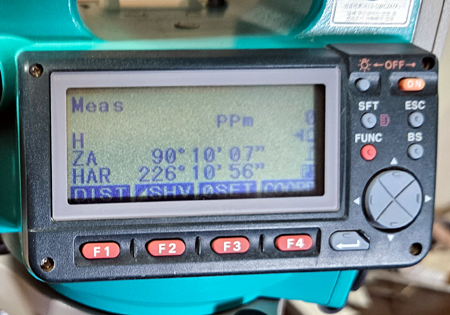 ←OFF→
ON
Meas
PPm 0
SFT
ESC
H
FUNC
BS
ZA 90°10'07"
HAR 226°10'56"
DIST ∠SHV 0SET COORD
F1 F2 F3 F4